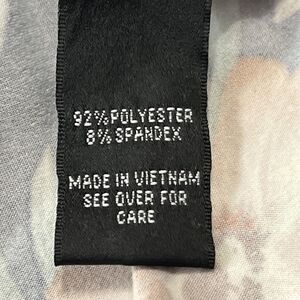 92% POLYESTER
8% SPANDEX
MADE IN VIETNAM
SEE OVER FOR
CARE